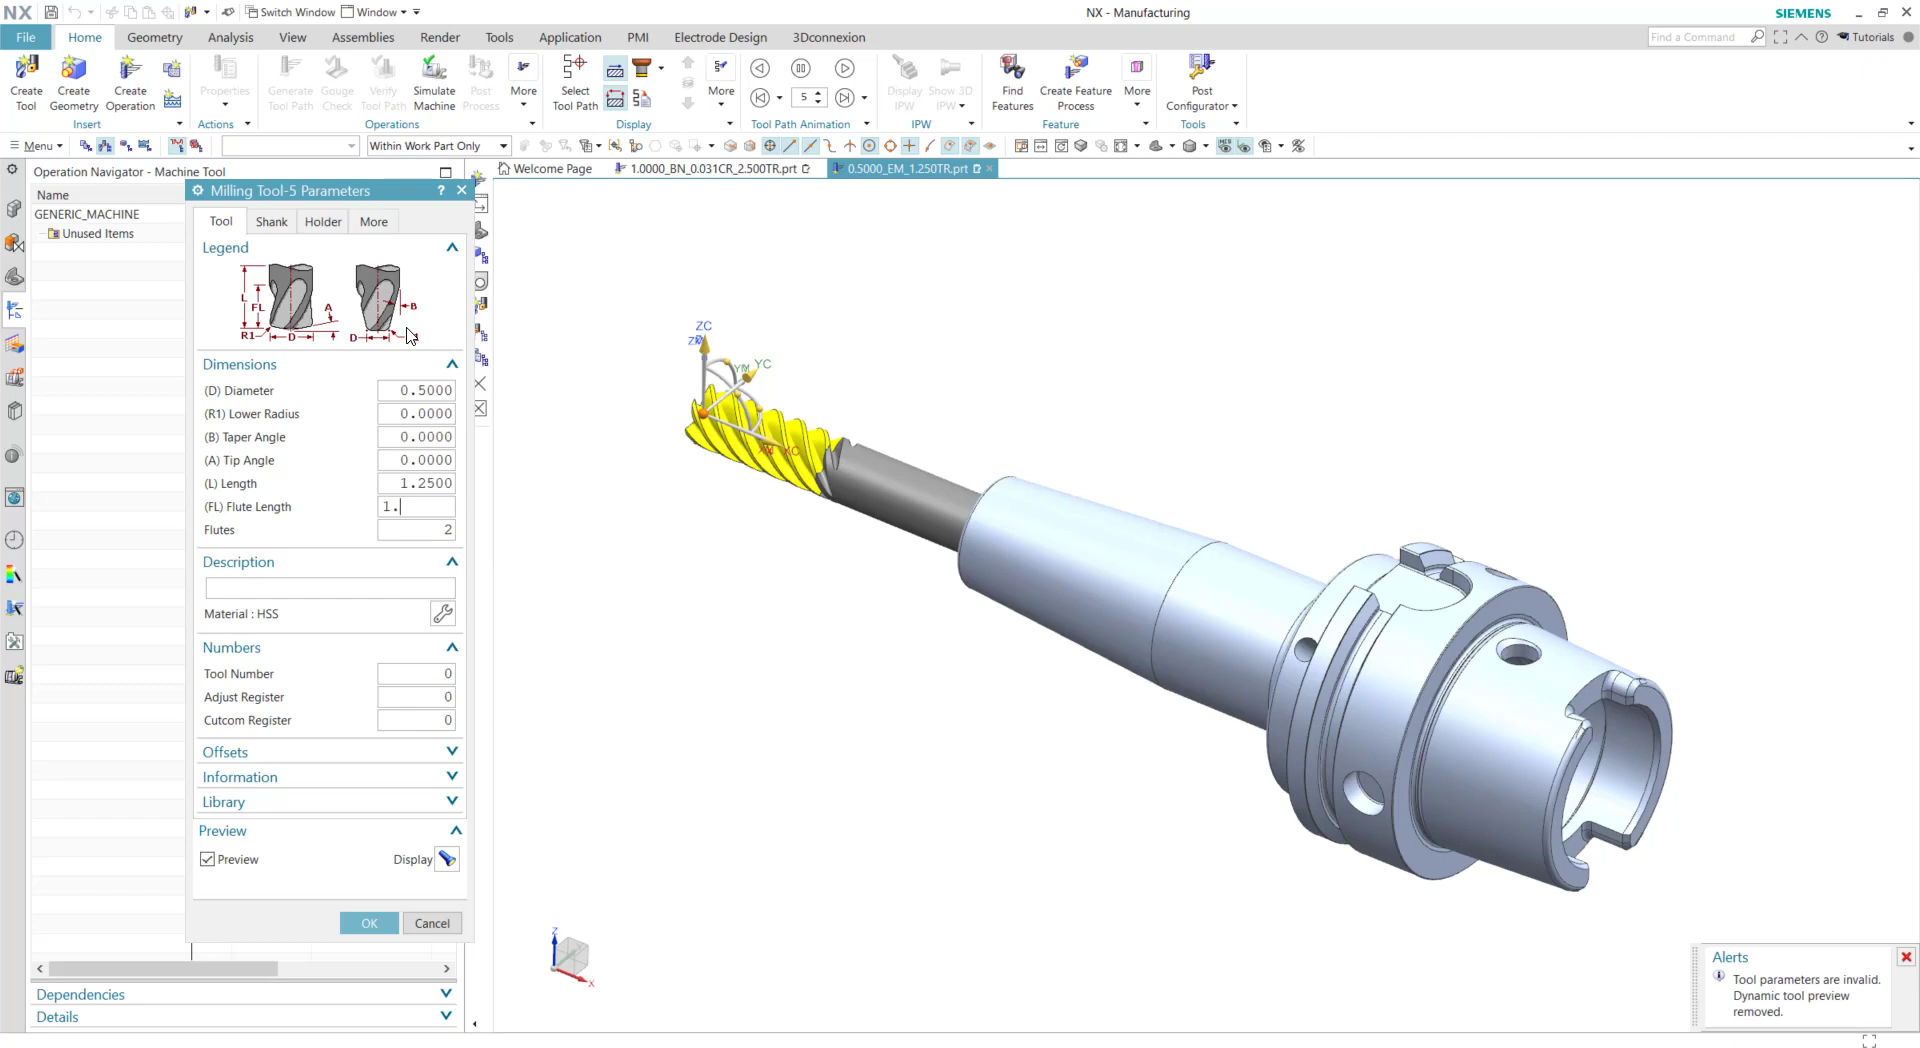 NX
Switch Window
Window
NX - Manufacturing
SIEMENS
File
Home
Geometry
Analysis
View
Assemblies
Render
Tools
Application
PMI
Electrode Design
3Dconnexion
Find a Command
Tutorials
Create Tool
Create Geometry
Create Operation
Properties
Generate Tool Path
Gouge Check
Verify Tool Path
Simulate Machine
Post Process
More
Select Tool Path
More
5
Display IPW
Show 3D IPW
Find Features
Create Feature Process
More
Post Configurator
Insert
Actions
Operations
Display
Tool Path Animation
IPW
Feature
Tools
Menu
Within Work Part Only
Operation Navigator - Machine Tool
Welcome Page
1.0000_BN_0.031CR_2.500TR.prt
0.5000_EM_1.250TR.prt
Name
GENERIC_MACHINE
Unused Items
Milling Tool-5 Parameters
?
Tool
Shank
Holder
More
Legend
L
FL
A
B
R1
D
D
Dimensions
(D) Diameter 0.5000
(R1) Lower Radius 0.0000
(B) Taper Angle 0.0000
(A) Tip Angle 0.0000
(L) Length 1.2500
(FL) Flute Length 1.
Flutes 2
Description
Material : HSS
Numbers
Tool Number 0
Adjust Register 0
Cutcom Register 0
Offsets
Information
Library
Preview
Preview
Display
OK
Cancel
Dependencies
Details
ZC
YM
YC
XM
XC
Z
X
Alerts
Tool parameters are invalid.
Dynamic tool preview
removed.